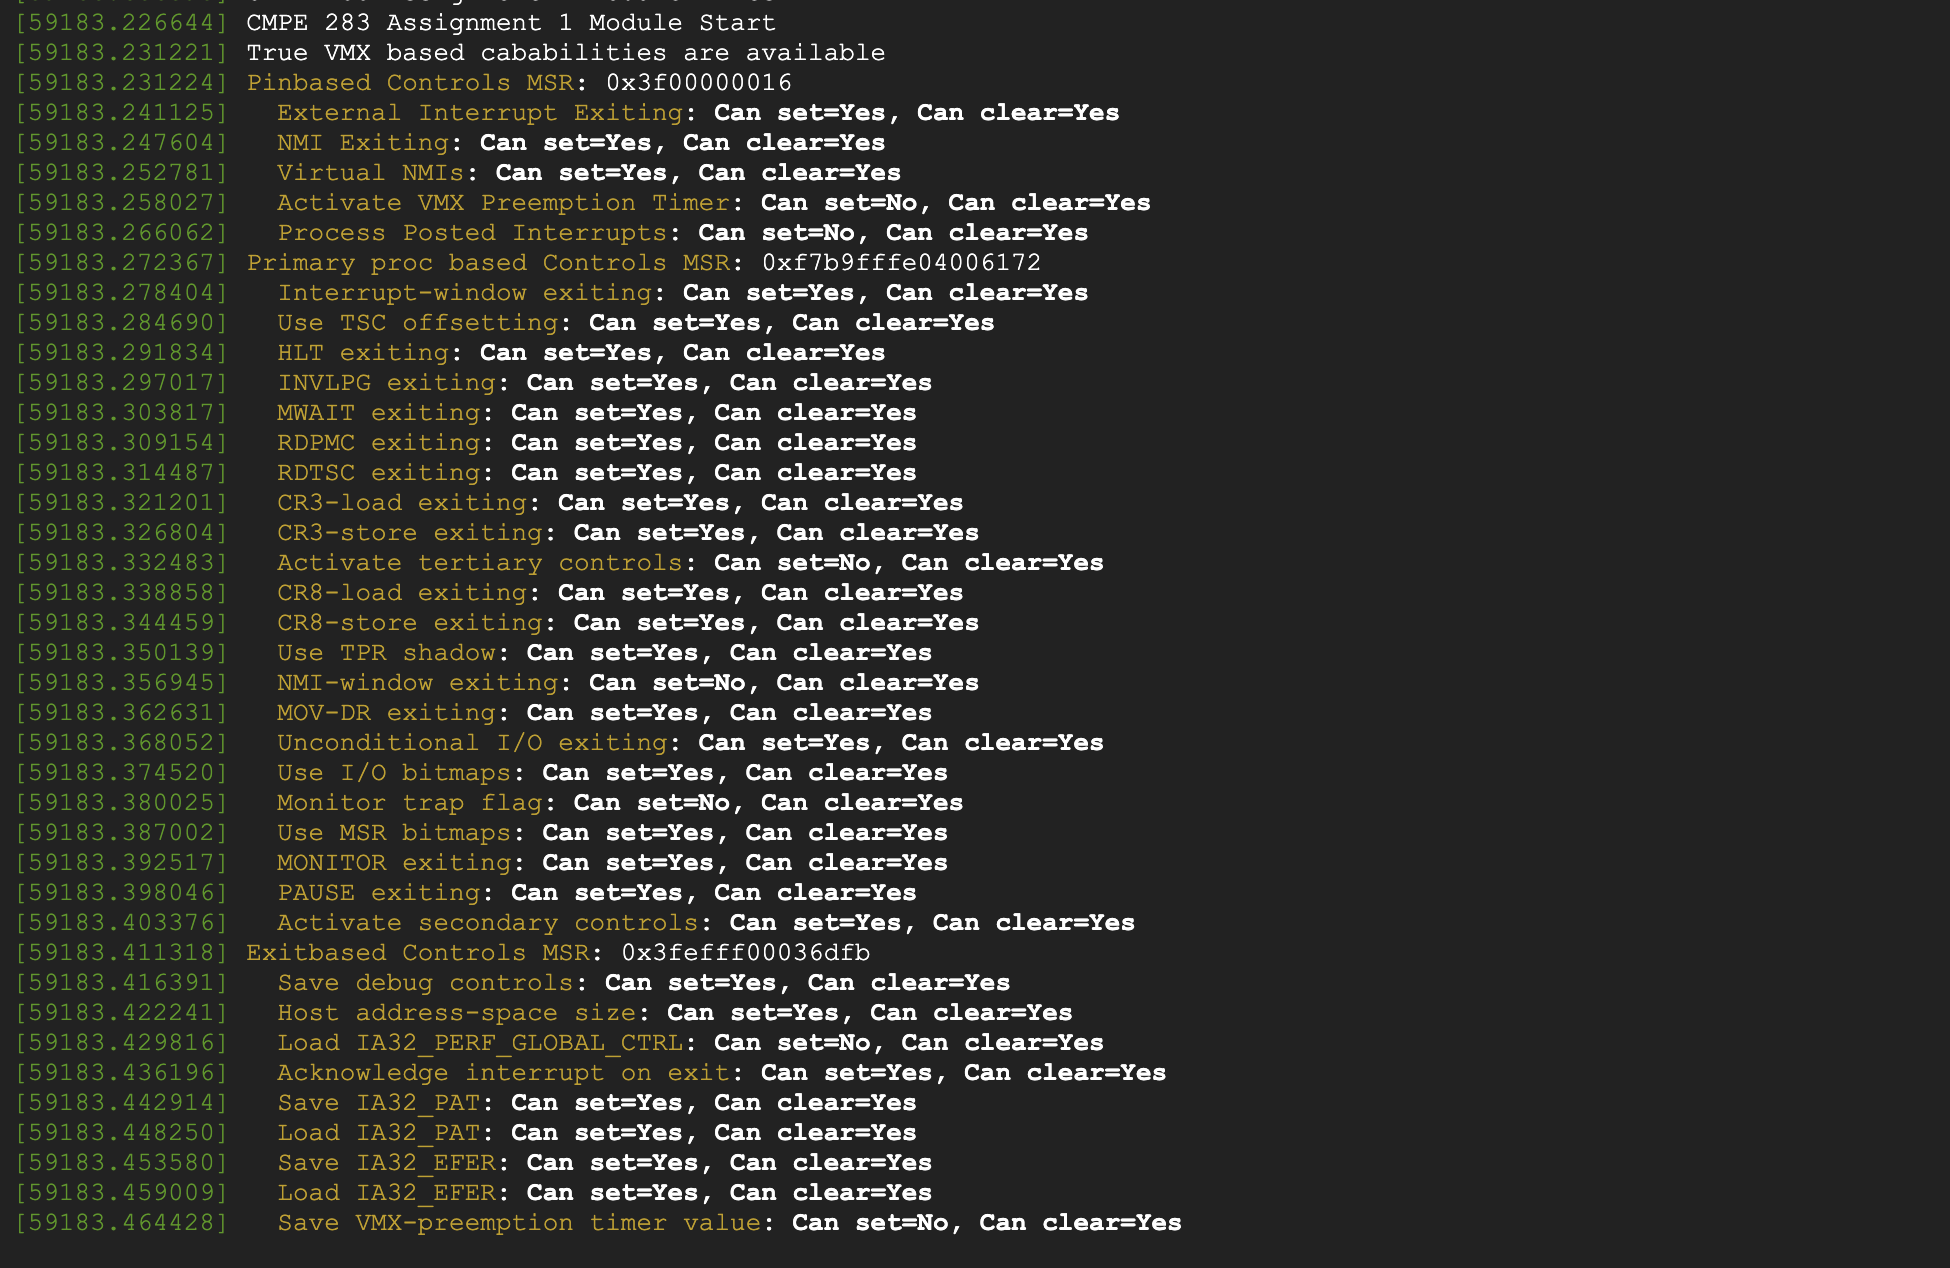 [59183.226644] CMPE 283 Assignment 1 Module Start
[59183.231221] True VMX based cababilities are available
[59183.231224] Pinbased Controls MSR: 0x3f00000016
[59183.241125]   External Interrupt Exiting: Can set=Yes, Can clear=Yes
[59183.247604]   NMI Exiting: Can set=Yes, Can clear=Yes
[59183.252781]   Virtual NMIs: Can set=Yes, Can clear=Yes
[59183.258027]   Activate VMX Preemption Timer: Can set=No, Can clear=Yes
[59183.266062]   Process Posted Interrupts: Can set=No, Can clear=Yes
[59183.272367] Primary proc based Controls MSR: 0xf7b9fffe04006172
[59183.278404]   Interrupt-window exiting: Can set=Yes, Can clear=Yes
[59183.284690]   Use TSC offsetting: Can set=Yes, Can clear=Yes
[59183.291834]   HLT exiting: Can set=Yes, Can clear=Yes
[59183.297017]   INVLPG exiting: Can set=Yes, Can clear=Yes
[59183.303817]   MWAIT exiting: Can set=Yes, Can clear=Yes
[59183.309154]   RDPMC exiting: Can set=Yes, Can clear=Yes
[59183.314487]   RDTSC exiting: Can set=Yes, Can clear=Yes
[59183.321201]   CR3-load exiting: Can set=Yes, Can clear=Yes
[59183.326804]   CR3-store exiting: Can set=Yes, Can clear=Yes
[59183.332483]   Activate tertiary controls: Can set=No, Can clear=Yes
[59183.338858]   CR8-load exiting: Can set=Yes, Can clear=Yes
[59183.344459]   CR8-store exiting: Can set=Yes, Can clear=Yes
[59183.350139]   Use TPR shadow: Can set=Yes, Can clear=Yes
[59183.356945]   NMI-window exiting: Can set=No, Can clear=Yes
[59183.362631]   MOV-DR exiting: Can set=Yes, Can clear=Yes
[59183.368052]   Unconditional I/O exiting: Can set=Yes, Can clear=Yes
[59183.374520]   Use I/O bitmaps: Can set=Yes, Can clear=Yes
[59183.380025]   Monitor trap flag: Can set=No, Can clear=Yes
[59183.387002]   Use MSR bitmaps: Can set=Yes, Can clear=Yes
[59183.392517]   MONITOR exiting: Can set=Yes, Can clear=Yes
[59183.398046]   PAUSE exiting: Can set=Yes, Can clear=Yes
[59183.403376]   Activate secondary controls: Can set=Yes, Can clear=Yes
[59183.411318] Exitbased Controls MSR: 0x3fefff00036dfb
[59183.416391]   Save debug controls: Can set=Yes, Can clear=Yes
[59183.422241]   Host address-space size: Can set=Yes, Can clear=Yes
[59183.429816]   Load IA32_PERF_GLOBAL_CTRL: Can set=No, Can clear=Yes
[59183.436196]   Acknowledge interrupt on exit: Can set=Yes, Can clear=Yes
[59183.442914]   Save IA32_PAT: Can set=Yes, Can clear=Yes
[59183.448250]   Load IA32_PAT: Can set=Yes, Can clear=Yes
[59183.453580]   Save IA32_EFER: Can set=Yes, Can clear=Yes
[59183.459009]   Load IA32_EFER: Can set=Yes, Can clear=Yes
[59183.464428]   Save VMX-preemption timer value: Can set=No, Can clear=Yes